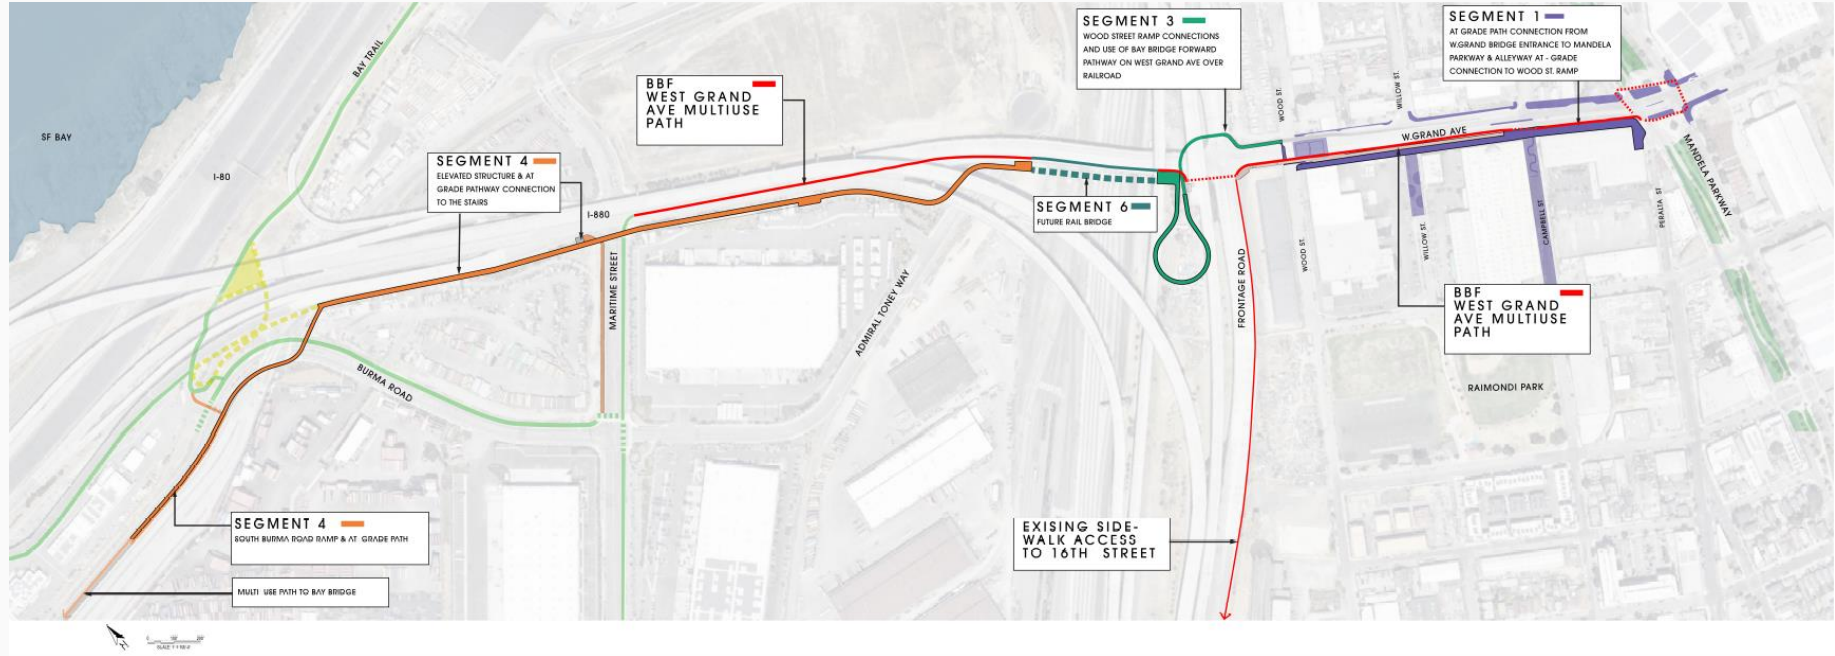 SEGMENT 3
WOOD STREET RAMP CONNECTIONS
AND USE OF BAY BRIDGE FORWARD
PATHWAY ON WEST GRAND AVE OVER
RAILROAD
SEGMENT 1
AT GRADE PATH CONNECTION FROM
W.GRAND BRIDGE ENTRANCE TO MANDELA
PARKWAY & ALLEYWAY AT - GRADE
CONNECTION TO WOOD ST. RAMP
BAY TRAIL
BBF
WEST GRAND
AVE MULTIUSE
PATH
WOOD ST.
WILLOW ST.
SF BAY
W.GRAND AVE
I-80
SEGMENT 4
ELEVATED STRUCTURE & AT
GRADE PATHWAY CONNECTION
TO THE STAIRS
MANDELA PARKWAY
I-880
SEGMENT 6
FUTURE RAIL BRIDGE
PERALTA ST
CAMPBELL ST
WILLOW ST.
WOOD ST.
MARITIME STREET
ADMIRAL TONEY WAY
FRONTAGE ROAD
BBF
WEST GRAND
AVE MULTIUSE
PATH
BURMA ROAD
RAIMONDI PARK
SEGMENT 4
SOUTH BURMA ROAD RAMP & AT GRADE PATH
EXISING SIDE-
WALK ACCESS
TO 16TH STREET
MULTI USE PATH TO BAY BRIDGE